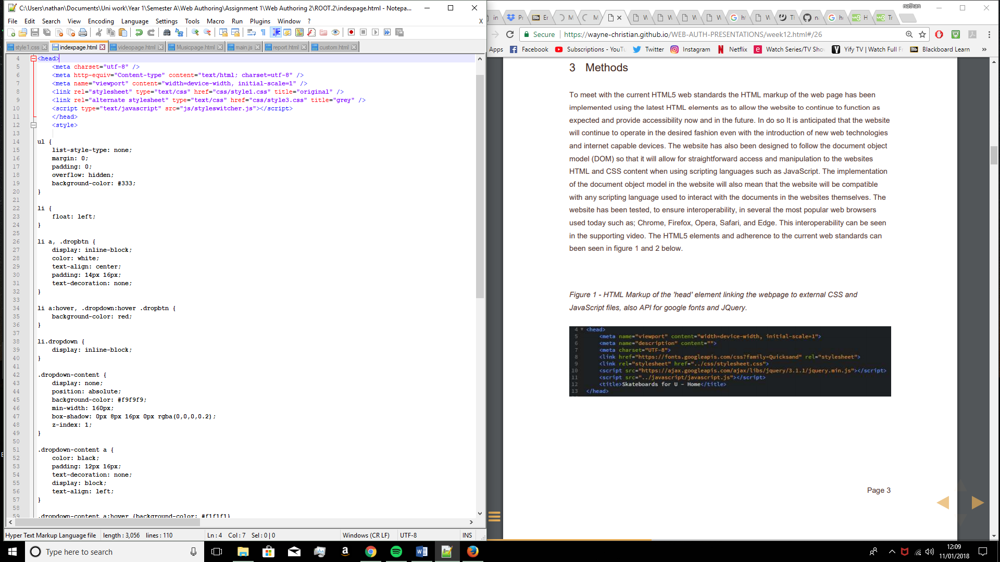 C:\Users\nathan\Documents\Uni work\Year 1\Semester A\Web Authoring\Assignment 1\Web Authoring 2\ROOT.2\indexpage.html - Notepa...
File Edit Search View Encoding Language Settings Tools Macro Run Plugins Window ? X
style1.css indexpage.html videopage.html Musicpage.html main.js report.html custom.html
4 <head>
5 <meta charset="utf-8" />
6 <meta http-equiv="Content-type" content="text/html; charset=utf-8" />
7 <meta name="viewport" content="width=device-width, initial-scale=1" />
8 <link rel="stylesheet" type="text/css" href="css/style1.css" title="original" />
9 <link rel="alternate stylesheet" type="text/css" href="css/style3.css" title="grey" />
10 <script type="text/javascript" src="js/styleswitcher.js"></script>
11 </head>
12 <style>
13
14 ul {
15 list-style-type: none;
16 margin: 0;
17 padding: 0;
18 overflow: hidden;
19 background-color: #333;
20 }
21
22 li {
23 float: left;
24 }
25
26 li a, .dropbtn {
27 display: inline-block;
28 color: white;
29 text-align: center;
30 padding: 14px 16px;
31 text-decoration: none;
32 }
33
34 li a:hover, .dropdown:hover .dropbtn {
35 background-color: red;
36 }
37
38 li.dropdown {
39 display: inline-block;
40 }
41
42 .dropdown-content {
43 display: none;
44 position: absolute;
45 background-color: #f9f9f9;
46 min-width: 160px;
47 box-shadow: 0px 8px 16px 0px rgba(0,0,0,0.2);
48 z-index: 1;
49 }
50
51 .dropdown-content a {
52 color: black;
53 padding: 12px 16px;
54 text-decoration: none;
55 display: block;
56 text-align: left;
57 }
58
59 .dropdown-content a:hover {background-color: #f1f1f1}
Hyper Text Markup Language file length : 3,056 lines : 110 Ln : 4 Col : 7 Sel : 0 | 0 Windows (CR LF) UTF-8 INS
nathan
in Bb Er M M W W W W W
Secure https://wayne-christian.github.io/WEB-AUTH-PRESENTATIONS/week12.html#/26
Apps Facebook Subscriptions - YouTu Twitter Instagram Netflix Watch Series/TV Sho Yify TV | Watch Full F Bb Blackboard Learn »
3 Methods
To meet with the current HTML5 web standards the HTML markup of the web page has been
implemented using the latest HTML elements as to allow the website to continue to function as
expected and provide accessibility now and in the future. In do so It is anticipated that the website
will continue to operate in the desired fashion even with the introduction of new web technologies
and internet capable devices. The website has also been designed to follow the document object
model (DOM) so that it will allow for straightforward access and manipulation to the websites
HTML and CSS content when using scripting languages such as JavaScript. The implementation
of the document object model in the website will also mean that the website will be compatible
with any scripting language used to interact with the documents in the websites themselves. The
website has been tested, to ensure interoperability, in several the most popular web browsers
used today such as; Chrome, Firefox, Opera, Safari, and Edge. This interoperability can be seen
in the supporting video. The HTML5 elements and adherence to the current web standards can
been seen in figure 1 and 2 below.
Figure 1 - HTML Markup of the 'head' element linking the webpage to external CSS and
JavaScript files, also API for google fonts and JQuery.
4 <head>
5 <meta name="viewport" content="width=device-width, initial-scale=1">
6 <meta name="description" content="">
7 <meta charset="UTF-8">
8 <link href="https://fonts.googleapis.com/css?family=Quicksand" rel="stylesheet">
9 <link rel="stylesheet" href="../css/stylesheet.css">
10 <script src="https://ajax.googleapis.com/ajax/libs/jquery/3.1.1/jquery.min.js"></script>
11 <script src="../javascript/javascript.js"></script>
12 <title>Skateboards for U - Home</title>
13 </head>
Page 3
Type here to search
12:09
11/01/2018